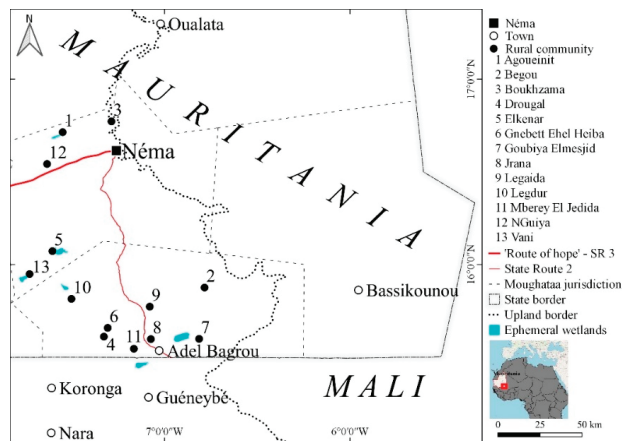 N
Oualata
MAURITANIA
1
3
Néma
12
17°0'0"N
5
13
10
2
Bassikounou
16°0'0"N
9
6
4
8
7
11
Adel Bagrou
Koronga
Guéneybé
MALI
Nara
7°0'0"W
6°0'0"W
Néma
Town
Rural community
1 Agoueinit
2 Begou
3 Boukhzama
4 Drougal
5 Elkenar
6 Gnebett Ehel Heiba
7 Goubiya Elmesjid
8 Jrana
9 Legaida
10 Legdur
11 Mberey El Jedida
12 NGuiya
13 Vani
'Route of hope' - SR 3
State Route 2
Moughataa jurisdiction
State border
Upland border
Ephemeral wetlands
0 25 50 km